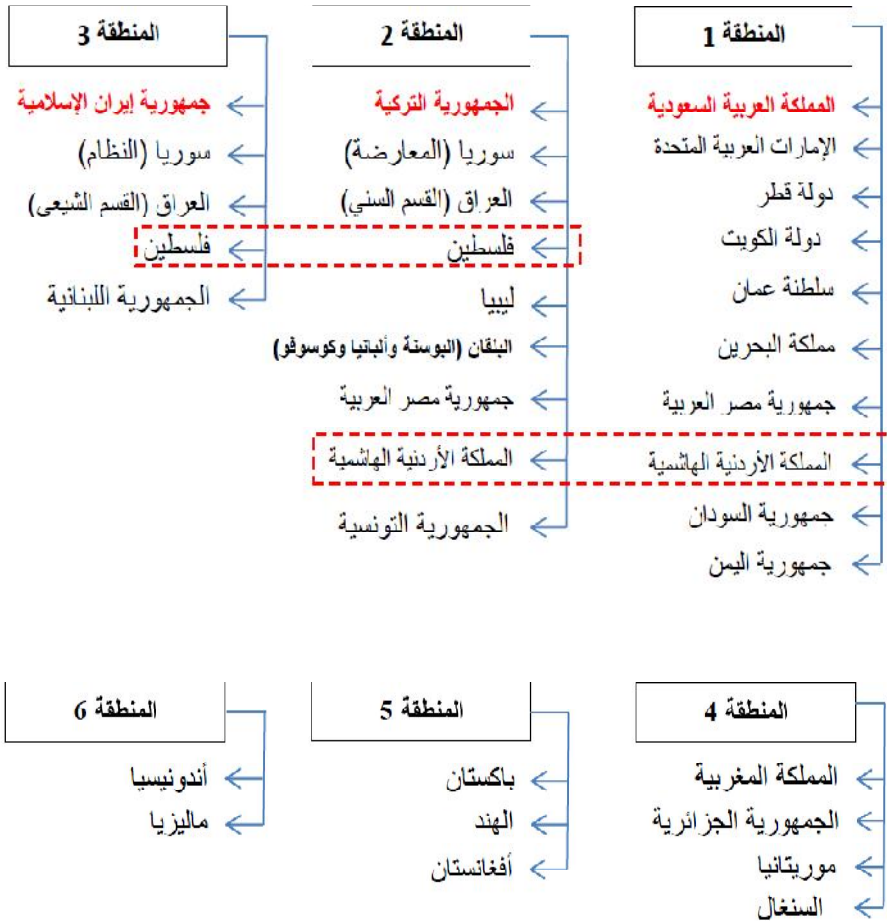 المنطقة 1
المملكة العربية السعودية
الإمارات العربية المتحدة
دولة قطر
دولة الكويت
سلطنة عمان
مملكة البحرين
جمهورية مصر العربية
المملكة الأردنية الهاشمية
جمهورية السودان
جمهورية اليمن
المنطقة 2
الجمهورية التركية
سوريا (المعارضة)
العراق (القسم السني)
فلسطين
ليبيا
البلقان (البوسنة وألبانيا وكوسوفو)
جمهورية مصر العربية
المملكة الأردنية الهاشمية
الجمهورية التونسية
المنطقة 3
جمهورية إيران الإسلامية
سوريا (النظام)
العراق (القسم الشيعي)
فلسطين
الجمهورية اللبنانية
المنطقة 4
المملكة المغربية
الجمهورية الجزائرية
موريتانيا
السنغال
المنطقة 5
باكستان
الهند
أفغانستان
المنطقة 6
أندونيسيا
ماليزيا